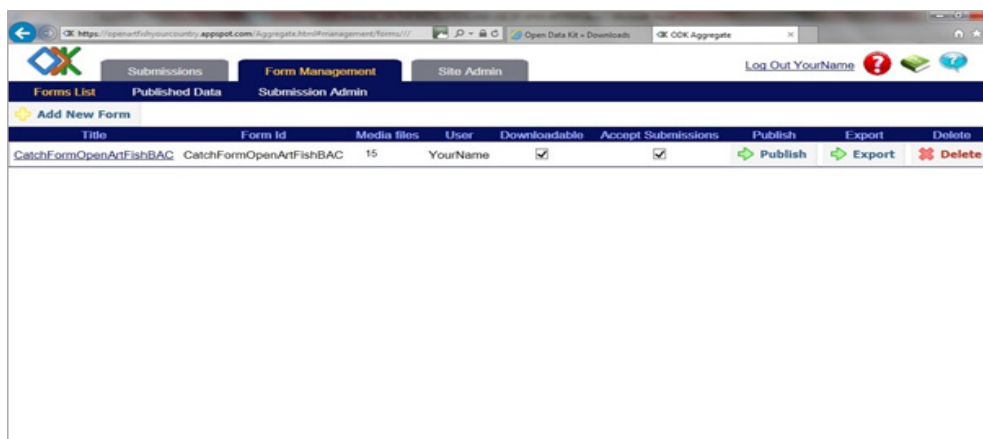 https://openartfishyourcountry.appspot.com/Aggregate.html#management/forms///
Open Data Kit » Downloads
ODK Aggregate
Submissions
Form Management
Site Admin
Log Out YourName
Forms List
Published Data
Submission Admin
Add New Form
Title Form Id Media files User Downloadable Accept Submissions Publish Export Delete
CatchFormOpenArtFishBAC CatchFormOpenArtFishBAC 15 YourName Publish Export Delete